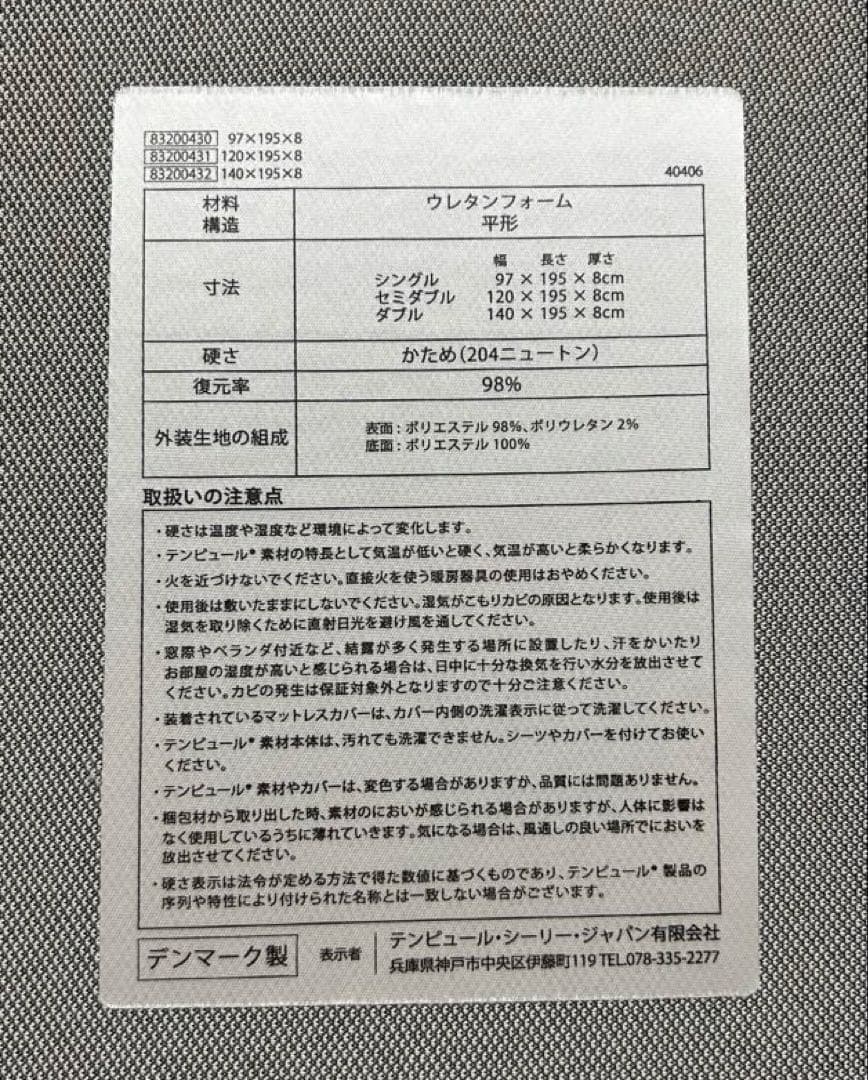 83200430 97×195×8
83200431 120×195×8
83200432 140×195×8
40406
材料
構造
ウレタンフォーム
平形
寸法
幅 長さ 厚さ
シングル 97 × 195 × 8cm
セミダブル 120 × 195 × 8cm
ダブル 140 × 195 × 8cm
硬さ かため(204ニュートン)
復元率 98%
外装生地の組成
表面:ポリエステル 98%、ポリウレタン 2%
底面:ポリエステル 100%
取扱いの注意点
・硬さは温度や湿度など環境によって変化します。
・テンピュール® 素材の特長として気温が低いと硬く、気温が高いと柔らかくなります。
・火を近づけないでください。直接火を使う暖房器具の使用はおやめください。
・使用後は敷いたままにしないでください。湿気がこもりカビの原因となります。使用後は
湿気を取り除くために直射日光を避け風を通してください。
・窓際やベランダ付近など、結露が多く発生する場所に設置したり、汗をかいたり
お部屋の湿度が高いと感じられる場合は、日中に十分な換気を行い水分を放出させて
ください。カビの発生は保証対象外となりますので十分ご注意ください。
・装着されているマットレスカバーは、カバー内側の洗濯表示に従って洗濯してください。
・テンピュール® 素材本体は、汚れても洗濯できません。シーツやカバーを付けてお使い
ください。
・テンピュール® 素材やカバーは、変色する場合がありますが、品質には問題ありません。
・梱包材から取り出した時、素材のにおいが感じられる場合がありますが、人体に影響は
なく使用しているうちに薄れていきます。気になる場合は、風通しの良い場所でにおいを
放出させてください。
・硬さ表示は法令が定める方法で得た数値に基づくものであり、テンピュール® 製品の
序列や特性により付けられた名称とは一致しない場合がございます。
デンマーク製
表示者
テンピュール・シーリー・ジャパン有限会社
兵庫県神戸市中央区伊藤町119 TEL.078-335-2277